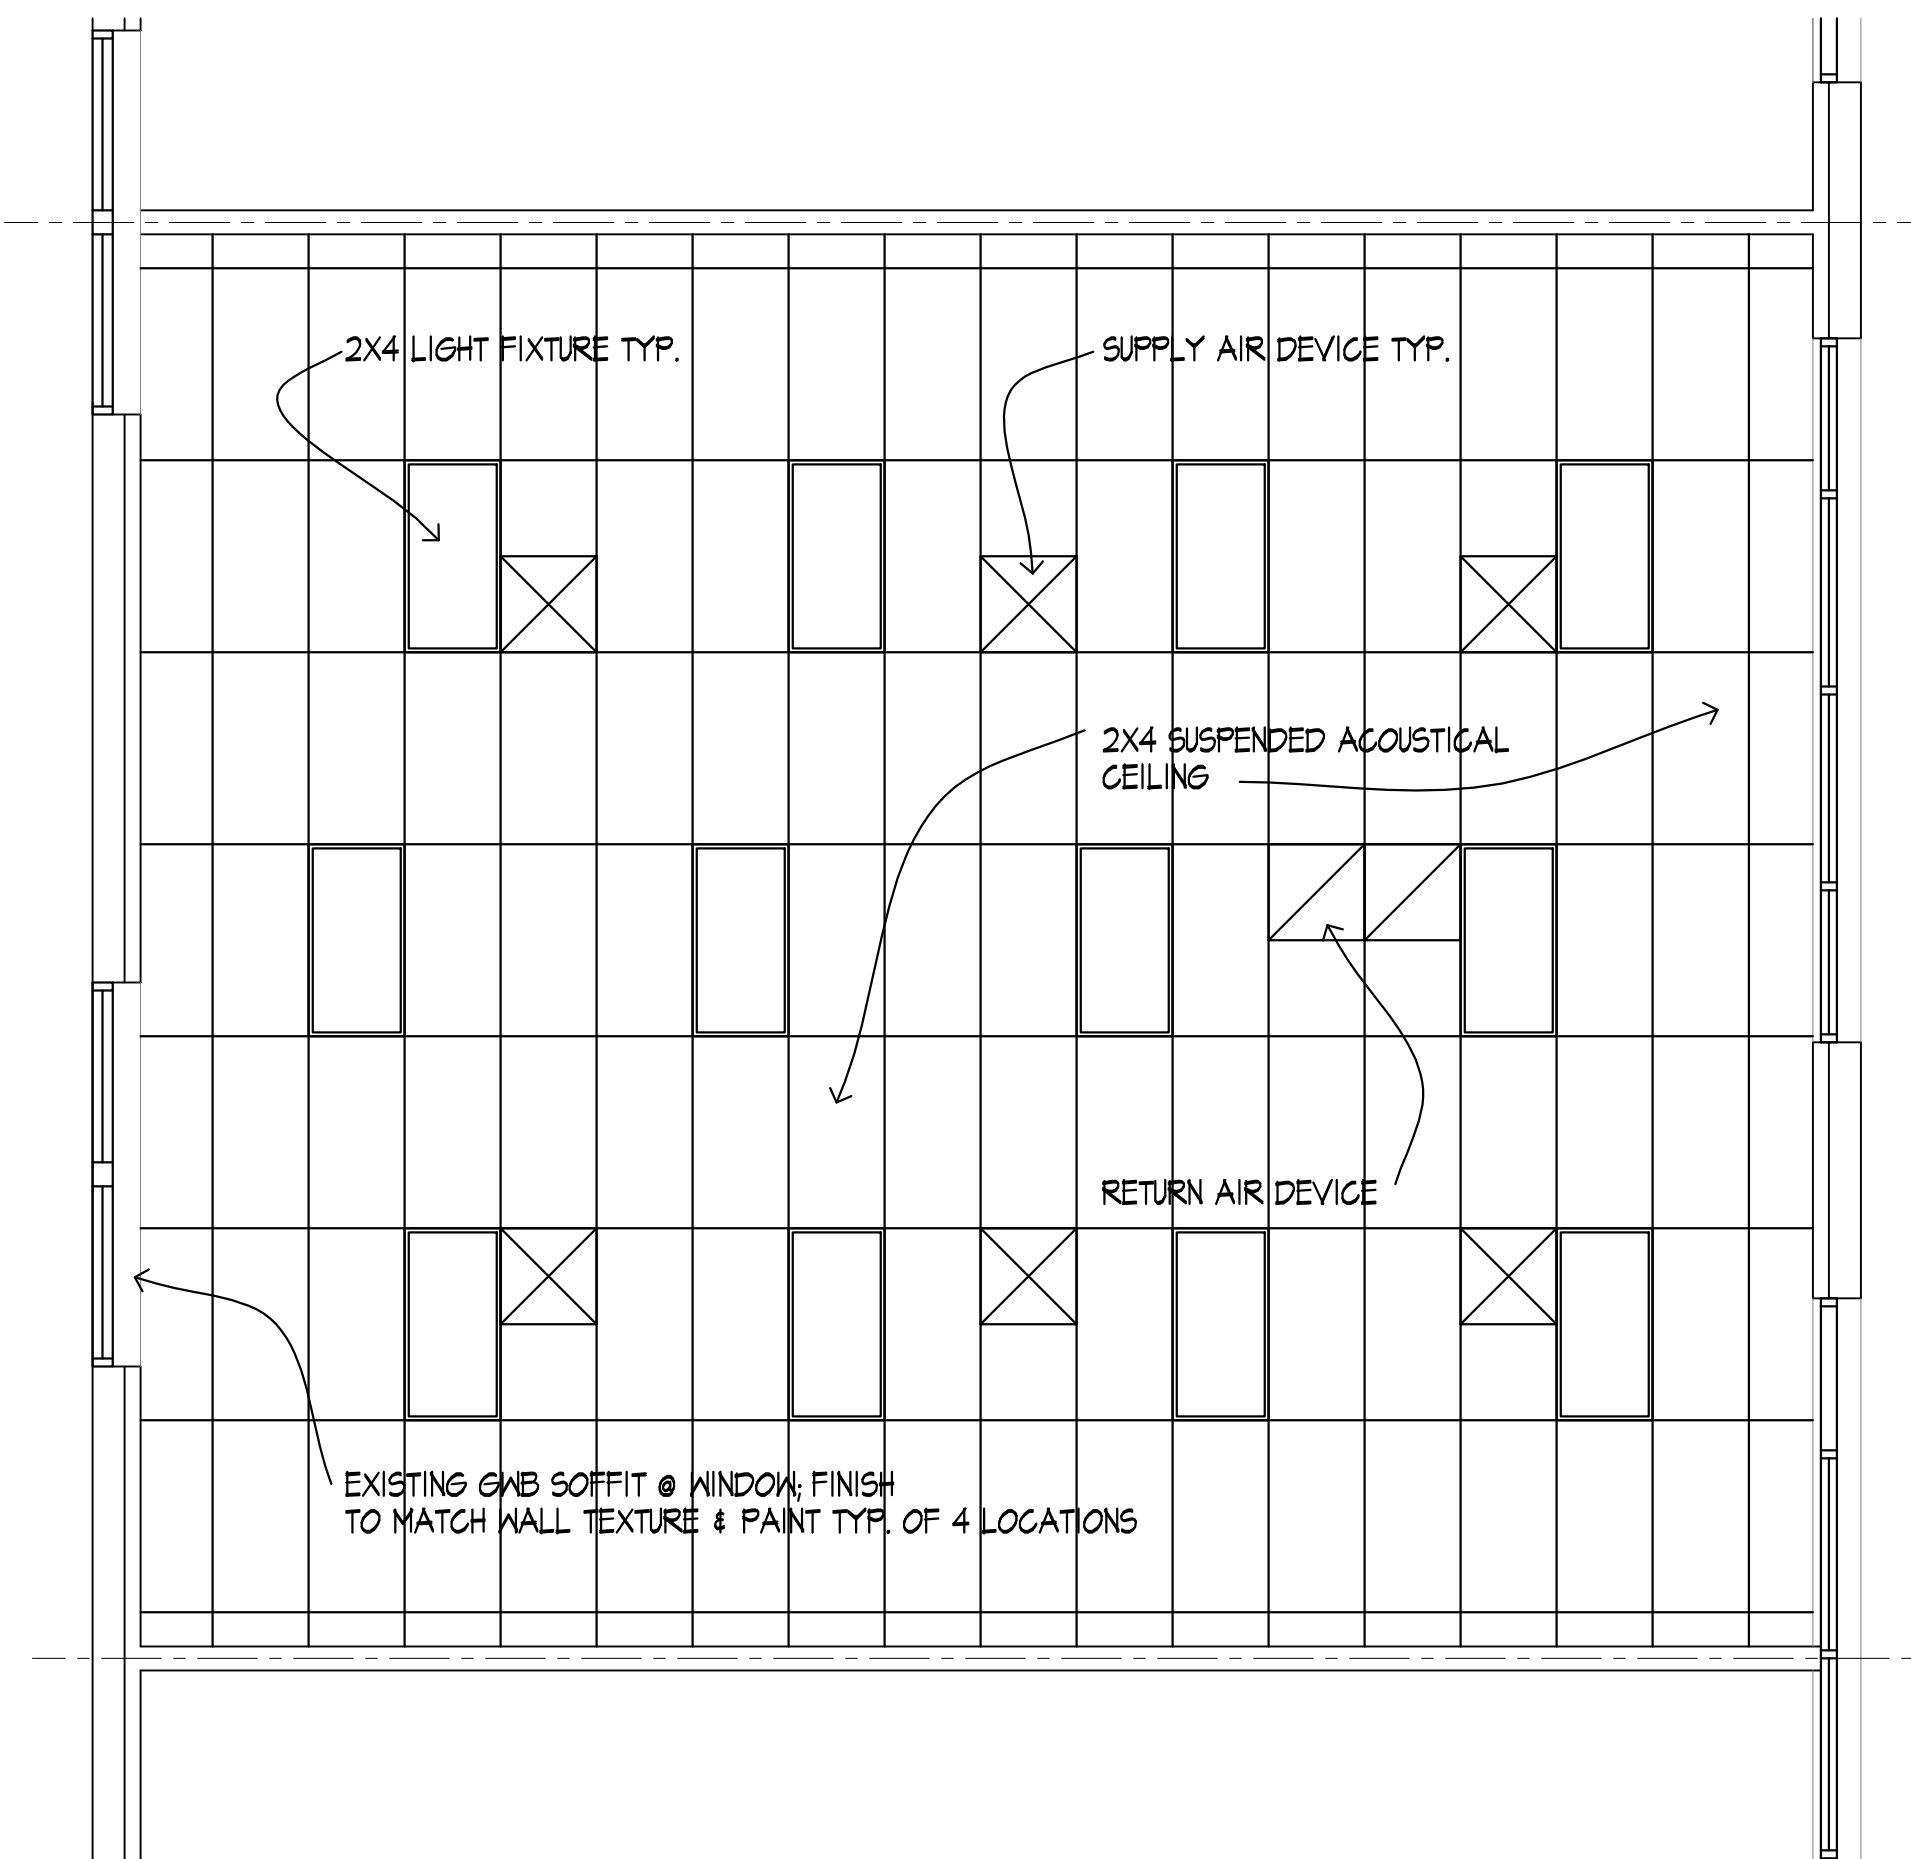 2X4 LIGHT FIXTURE TYP.
SUPPLY AIR DEVICE TYP.
2X4 SUSPENDED ACOUSTICAL
CEILING
RETURN AIR DEVICE
EXISTING GWB SOFFIT @ WINDOW; FINISH
TO MATCH WALL TEXTURE & PAINT TYP. OF 4 LOCATIONS